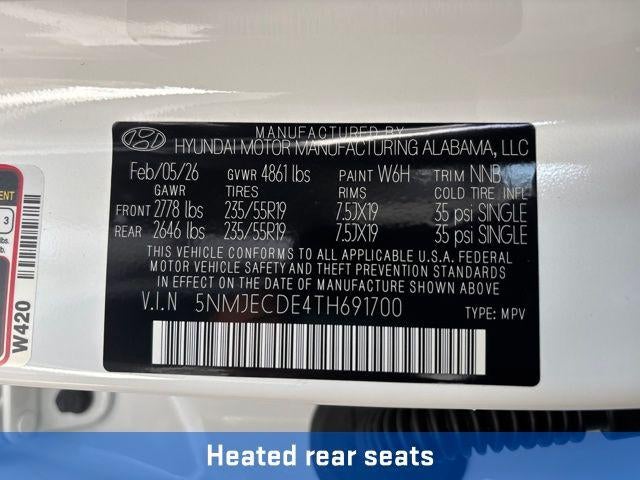 MANUFACTURED BY
HYUNDAI MOTOR MANUFACTURING ALABAMA, LLC
Feb/05/26 GVWR 4861 lbs PAINT W6H TRIM NNB
GAWR TIRES RIMS COLD TIRE INFL
FRONT 2778 lbs 235/55R19 7.5JX19 35 psi SINGLE
REAR 2646 lbs 235/55R19 7.5JX19 35 psi SINGLE
THIS VEHICLE CONFORMS TO ALL APPLICABLE U.S.A. FEDERAL
MOTOR VEHICLE SAFETY AND THEFT PREVENTION STANDARDS
IN EFFECT ON THE DATE OF MANUFACTURE SHOWN ABOVE.
V.I.N 5NMJECDE4TH691700 TYPE: MPV
3
lbs.
W420
Heated rear seats